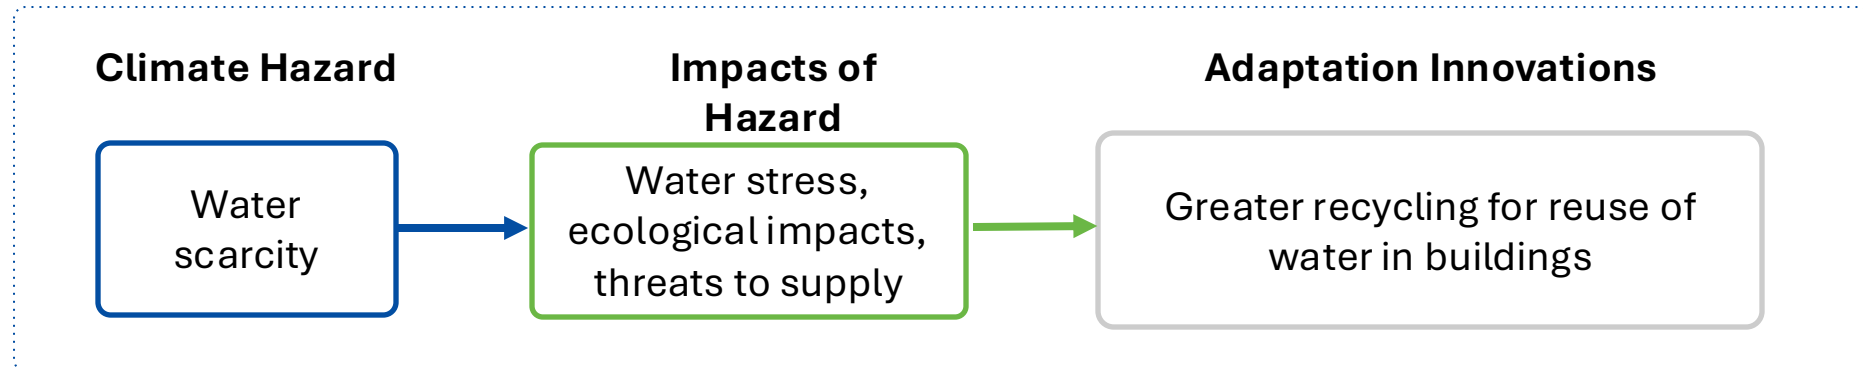 Climate Hazard
Water
scarcity
Impacts of
Hazard
Water stress,
ecological impacts,
threats to supply
Adaptation Innovations
Greater recycling for reuse of
water in buildings